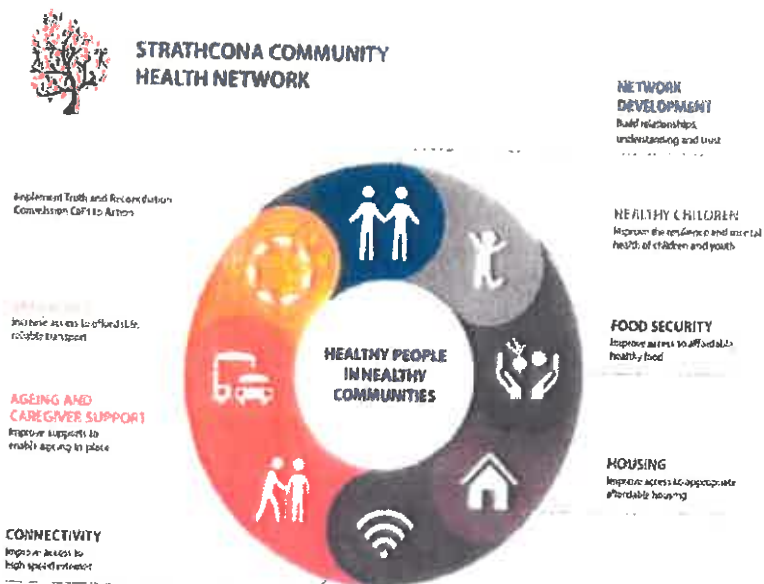 STRATHCONA COMMUNITY
HEALTH NETWORK
NETWORK
DEVELOPMENT
Build relationships,
understanding and trust
Implement Truth and Reconciliation
Commission Calls to Action
HEALTHY CHILDREN
Improve the resilience and mental
health of children and youth
Increase access to affordable,
reliable transport
FOOD SECURITY
Improve access to affordable
healthy food
HEALTHY PEOPLE
IN HEALTHY
COMMUNITIES
AGEING AND
CAREGIVER SUPPORT
Improve supports to
enable ageing in place
HOUSING
Improve access to appropriate
affordable housing
CONNECTIVITY
Improve access to
high speed internet